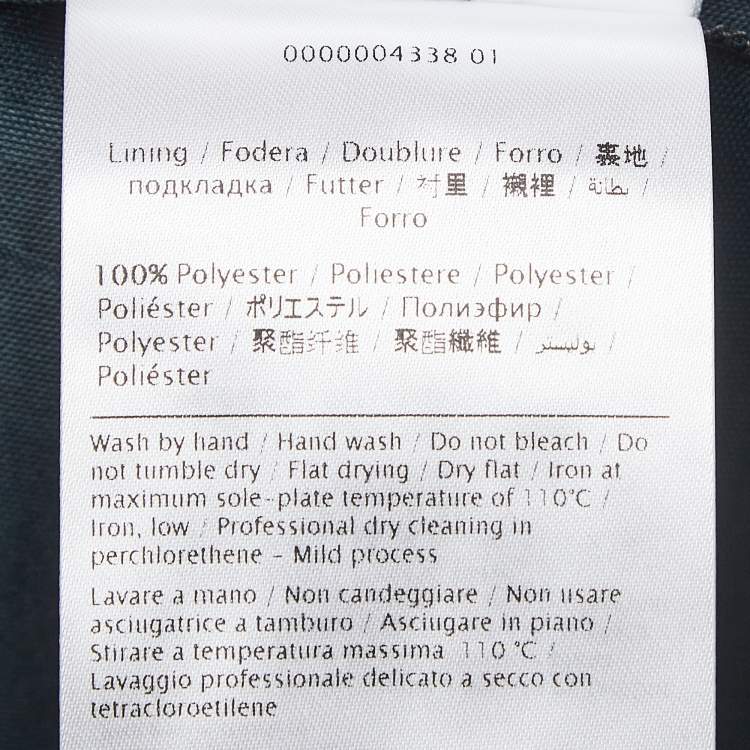 0000004338 01
Lining / Fodera / Doublure / Forro / 裏地 /
подкладка / Futter / 衬里 / 襯裡 / بطانة /
Forro
100% Polyester / Poliestere / Polyester /
Poliéster / ポリエステル / Полиэфир /
Polyester / 聚酯纤维 / 聚酯纖維 / بوليستر /
Poliéster
Wash by hand / Hand wash / Do not bleach / Do
not tumble dry / Flat drying / Dry flat / Iron at
maximum sole-plate temperature of 110°C /
Iron, low / Professional dry cleaning in
perchlorethene - Mild process
Lavare a mano / Non candeggiare / Non usare
asciugatrice a tamburo / Asciugare in piano /
Stirare a temperatura massima 110 °C /
Lavaggio professionale delicato a secco con
tetracloroetilene